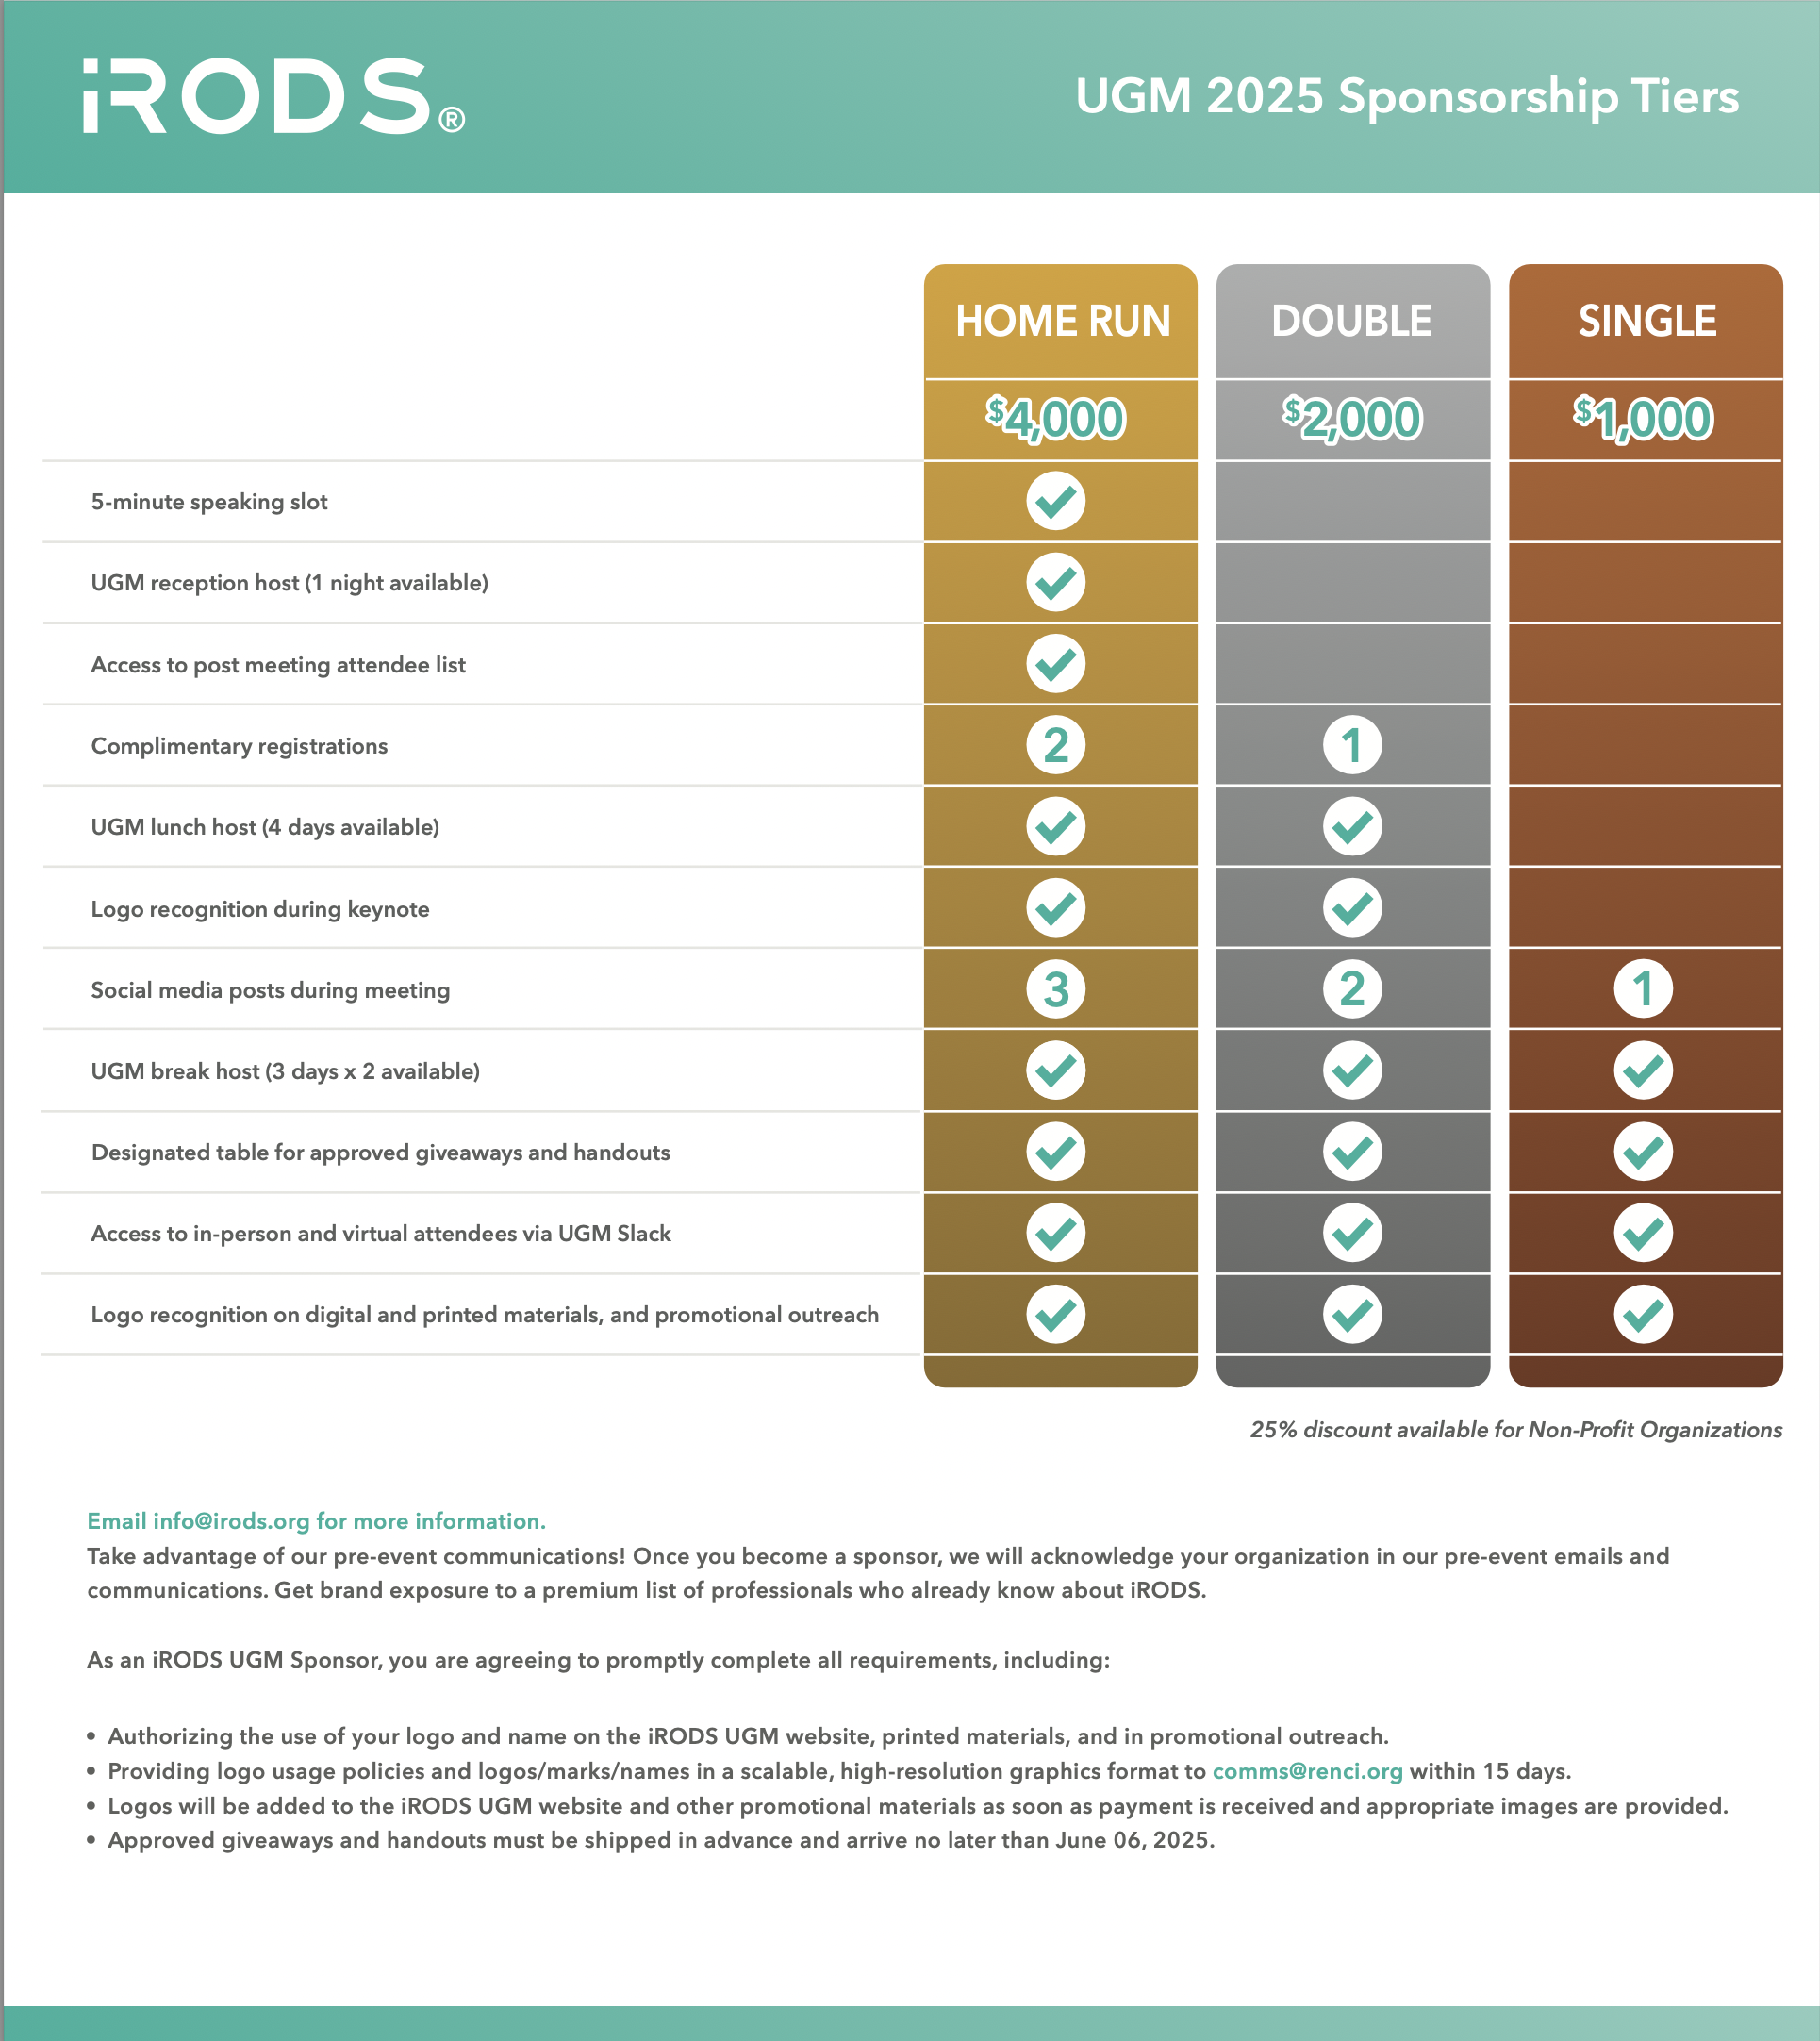 iRODS®
UGM 2025 Sponsorship Tiers
HOME RUN DOUBLE SINGLE
$4,000 $2,000 $1,000
5-minute speaking slot
UGM reception host (1 night available)
Access to post meeting attendee list
Complimentary registrations 2 1
UGM lunch host (4 days available)
Logo recognition during keynote
Social media posts during meeting 3 2 1
UGM break host (3 days x 2 available)
Designated table for approved giveaways and handouts
Access to in-person and virtual attendees via UGM Slack
Logo recognition on digital and printed materials, and promotional outreach
25% discount available for Non-Profit Organizations
Email info@irods.org for more information.
Take advantage of our pre-event communications! Once you become a sponsor, we will acknowledge your organization in our pre-event emails and
communications. Get brand exposure to a premium list of professionals who already know about iRODS.
As an iRODS UGM Sponsor, you are agreeing to promptly complete all requirements, including:
• Authorizing the use of your logo and name on the iRODS UGM website, printed materials, and in promotional outreach.
• Providing logo usage policies and logos/marks/names in a scalable, high-resolution graphics format to comms@renci.org within 15 days.
• Logos will be added to the iRODS UGM website and other promotional materials as soon as payment is received and appropriate images are provided.
• Approved giveaways and handouts must be shipped in advance and arrive no later than June 06, 2025.